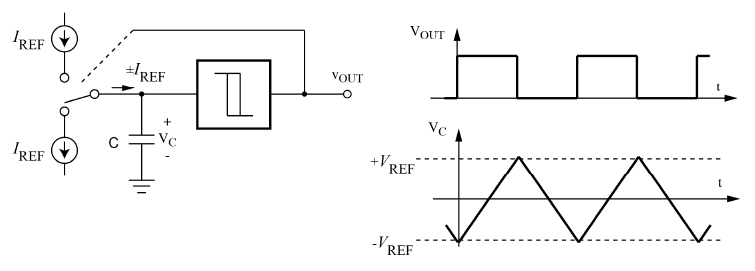 I_REF
±I_REF
v_OUT
+
C
V_C
-
I_REF
V_OUT
t
V_C
+V_REF
t
-V_REF